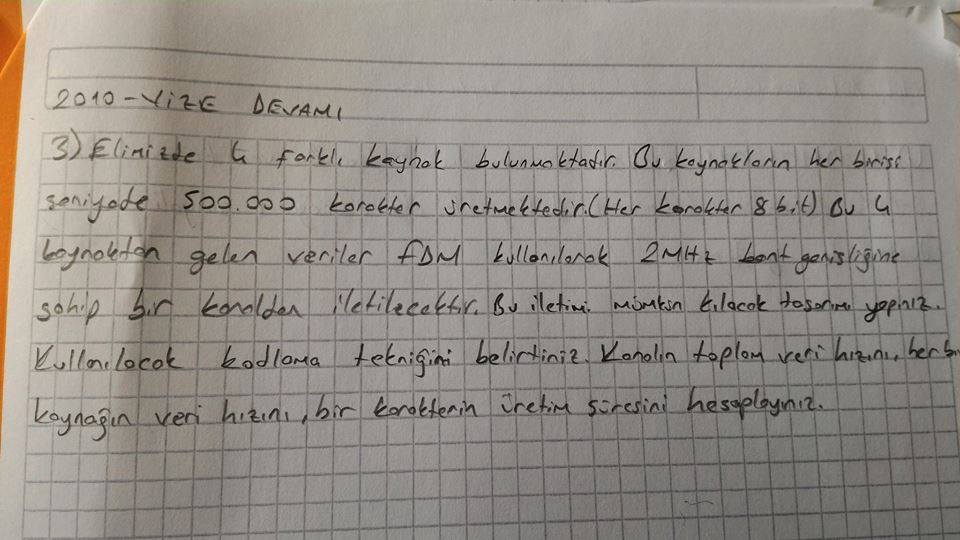 2010-VİZE DEVAMI
3) Elimizde 4 farklı kaynak bulunmaktadır. Bu kaynakların her birisi
saniyede 500.000 karakter üretmektedir. (Her karakter 8 bit) Bu 4
kaynaktan gelen veriler FDM kullanılarak 2MHz bant genişliğine
sahip bir kanaldan iletilecektir. Bu iletimi mümkün kılacak tasarımı yapınız.
Kullanılacak kodlama tekniğini belirtiniz. Kanalın toplam veri hızını, her bi
kaynağın veri hızını, bir karakterin üretim süresini hesaplayınız.